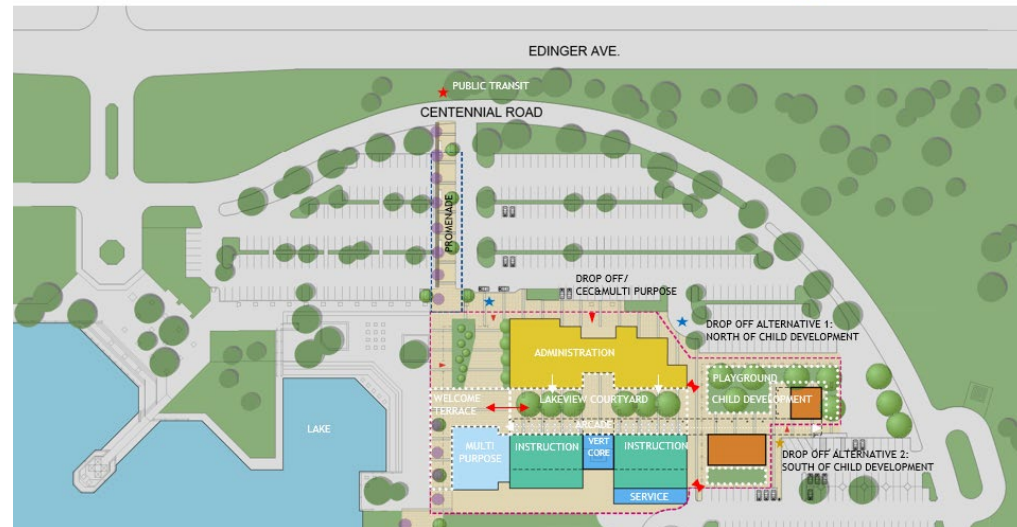 EDINGER AVE.
PUBLIC TRANSIT
CENTENNIAL ROAD
PROMENADE
DROP OFF/
CEC&MULTI PURPOSE
DROP OFF ALTERNATIVE 1:
NORTH OF CHILD DEVELOPMENT
ADMINISTRATION
PLAYGROUND
WELCOME
TERRACE
LAKEVIEW COURTYARD
CHILD DEVELOPMENT
ARCADE
LAKE
MULTI
PURPOSE
INSTRUCTION
VERT
CORE
INSTRUCTION
DROP OFF ALTERNATIVE 2:
SOUTH OF CHILD DEVELOPMENT
SERVICE